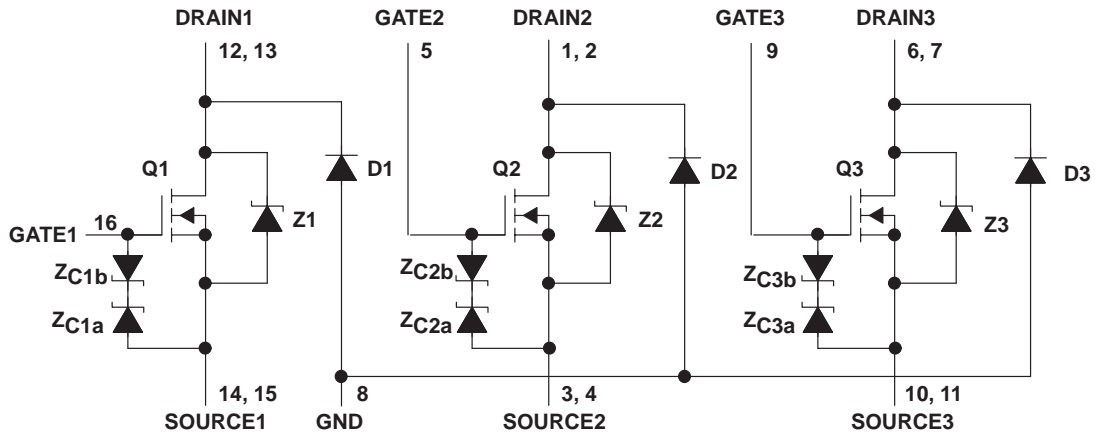 DRAIN1 GATE2 DRAIN2 GATE3 DRAIN3
12, 13 5 1, 2 9 6, 7
Q1 D1 Q2 D2 Q3 D3
16 Z1 Z2 Z3
GATE1
ZC1b ZC2b ZC3b
ZC1a ZC2a ZC3a
14, 15 8 3, 4 10, 11
SOURCE1 GND SOURCE2 SOURCE3